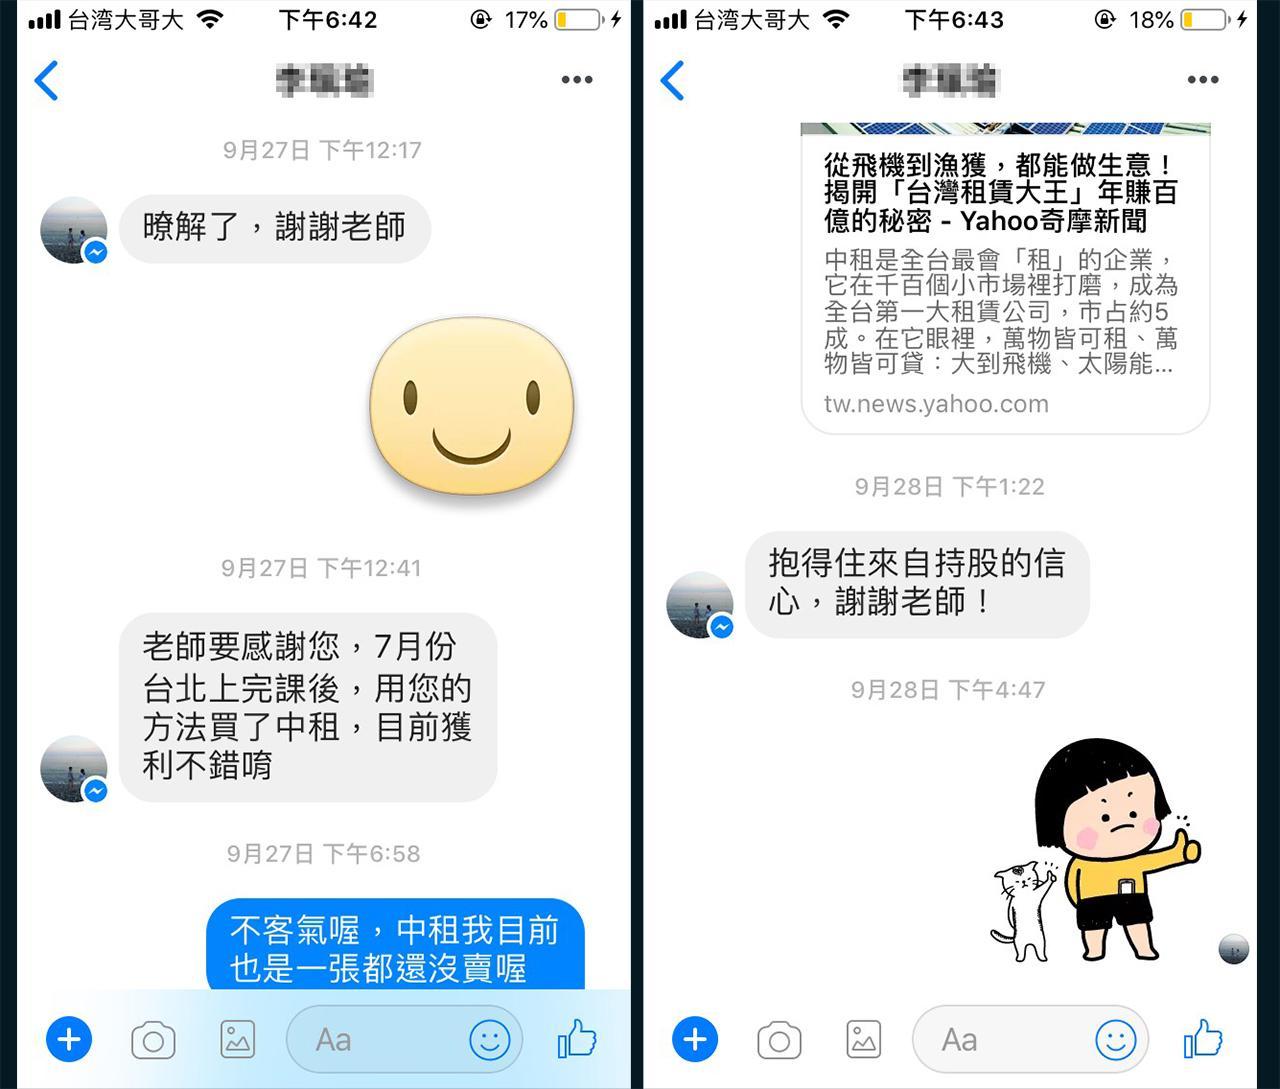 台湾大哥大
下午6:42
17%
9月27日 下午12:17
暸解了，謝謝老師
9月27日 下午12:41
老師要感謝您，7月份
台北上完課後，用您的
方法買了中租，目前獲
利不錯唷
9月27日 下午6:58
不客氣喔，中租我目前
也是一張都還沒賣喔
Aa
台湾大哥大
下午6:43
18%
從飛機到漁獲，都能做生意！
揭開「台灣租賃大王」年賺百
億的秘密 - Yahoo奇摩新聞
中租是全台最會「租」的企業，
它在千百個小市場裡打磨，成為
全台第一大租賃公司，市占約5
成。在它眼裡，萬物皆可租、萬
物皆可貸：大到飛機、太陽能...
tw.news.yahoo.com
9月28日 下午1:22
抱得住來自持股的信
心，謝謝老師！
9月28日 下午4:47
Aa